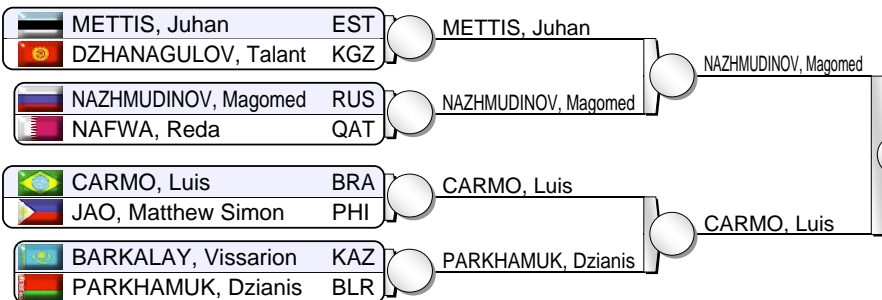 METTIS, Juhan EST
DZHANAGULOV, Talant KGZ
NAZHMUDINOV, Magomed RUS
NAFWA, Reda QAT
CARMO, Luis BRA
JAO, Matthew Simon PHI
BARKALAY, Vissarion KAZ
PARKHAMUK, Dzianis BLR
METTIS, Juhan
NAZHMUDINOV, Magomed
CARMO, Luis
PARKHAMUK, Dzianis
NAZHMUDINOV, Magomed
CARMO, Luis